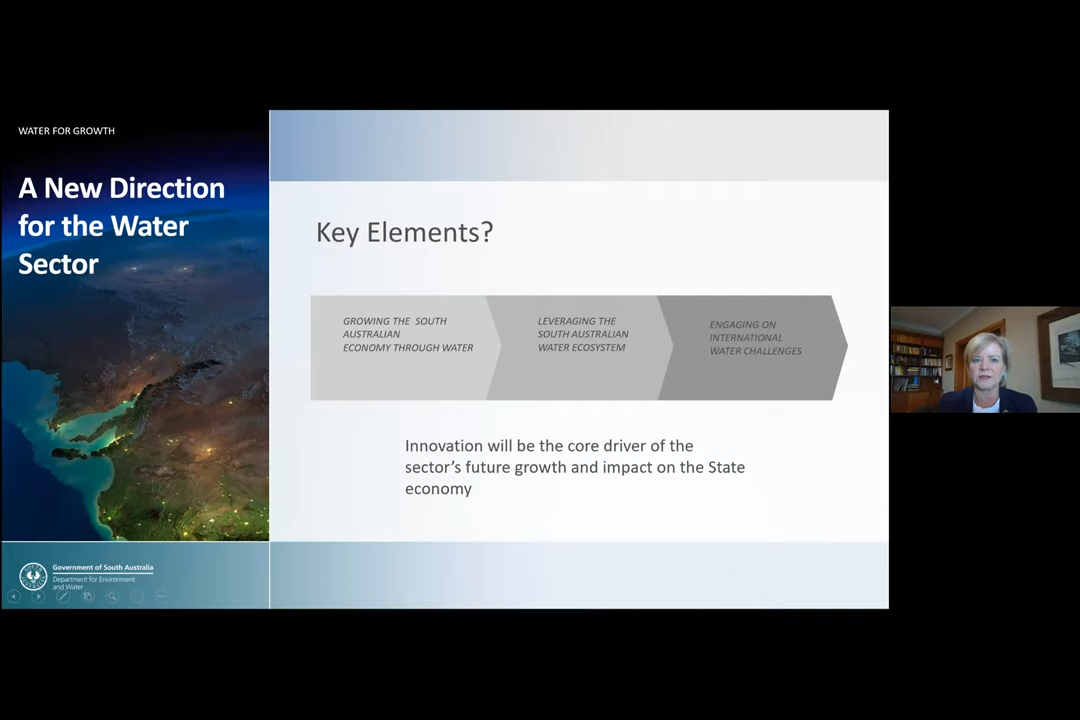 WATER FOR GROWTH
A New Direction
for the Water
Sector
Key Elements?
GROWING THE SOUTH
AUSTRALIAN
ECONOMY THROUGH WATER
LEVERAGING THE
SOUTH AUSTRALIAN
WATER ECOSYSTEM
ENGAGING ON
INTERNATIONAL
WATER CHALLENGES
Innovation will be the core driver of the
sector's future growth and impact on the State
economy
Government of South Australia
Department for Environment
and Water